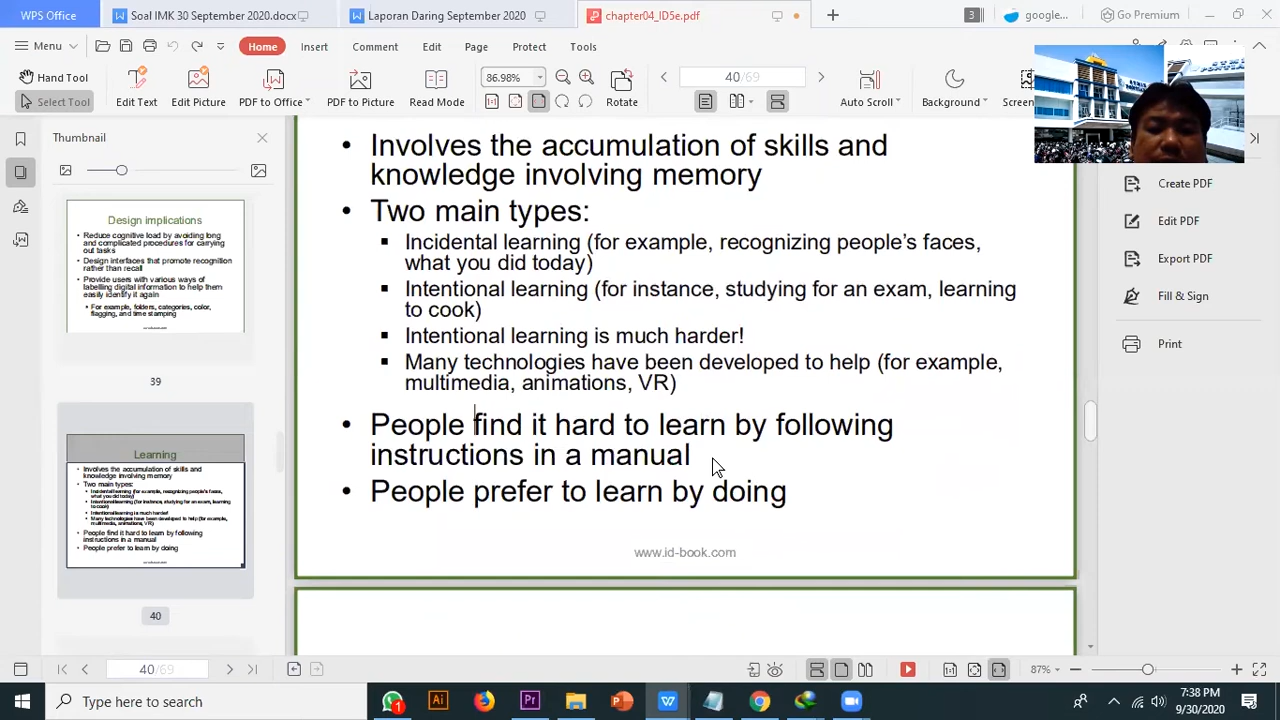 WPS Office
Soal IMK 30 September 2020.docx
Laporan Daring September 2020
chapter04_ID5e.pdf
3
google...
Go Premium
Menu
Home
Insert
Comment
Edit
Page
Protect
Tools
Hand Tool
Select Tool
Edit Text
Edit Picture
PDF to Office
PDF to Picture
Read Mode
86.98%
Rotate
40/69
Auto Scroll
Background
Screen
Thumbnail
Design implications
• Reduce cognitive load by avoiding long
and complicated procedures for carrying
out tasks
• Design interfaces that promote recognition
rather than recall
• Provide users with various ways of
labelling digital information to help them
easily identify it again
• For example, folders, categories, color,
flagging, and time stamping
39
Learning
• Involves the accumulation of skills and
knowledge involving memory
• Two main types:
Incidental learning (for example, recognizing people's faces,
what you did today)
Intentional learning (for instance, studying for an exam, learning
to cook)
Intentional learning is much harder!
Many technologies have been developed to help (for example,
multimedia, animations, VR)
• People find it hard to learn by following
instructions in a manual
• People prefer to learn by doing
40
• Involves the accumulation of skills and
knowledge involving memory
• Two main types:
▪ Incidental learning (for example, recognizing people's faces,
what you did today)
▪ Intentional learning (for instance, studying for an exam, learning
to cook)
▪ Intentional learning is much harder!
▪ Many technologies have been developed to help (for example,
multimedia, animations, VR)
• People find it hard to learn by following
instructions in a manual
• People prefer to learn by doing
www.id-book.com
Create PDF
Edit PDF
Export PDF
Fill & Sign
Print
40/69
87%
Type here to search
1
Ai
Pr
7:38 PM
9/30/2020